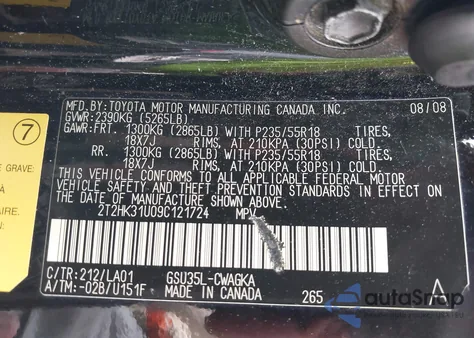 MFD.BY:TOYOTA MOTOR MANUFACTURING CANADA INC. 08/08
GVWR:2390KG (5265LB)
GAWR:FRT. 1300KG (2865LB) WITH P235/55R18 TIRES,
18X7J RIMS, AT 210KPA (30PSI) COLD.
RR. 1300KG (2865LB) WITH P235/55R18 TIRES,
18X7J RIMS, AT 210KPA (30PSI) COLD.
THIS VEHICLE CONFORMS TO ALL APPLICABLE FEDERAL MOTOR
VEHICLE SAFETY AND THEFT PREVENTION STANDARDS IN EFFECT ON
THE DATE OF MANUFACTURE SHOWN ABOVE.
2T2HK31U09C121724 MPV
C/TR:212/LA01 GSU35L-CWAGKA
A/TM:-02B/U151F MADE IN CANADA 265 A
7
E GRAVE:
AIRE.
autoSnap